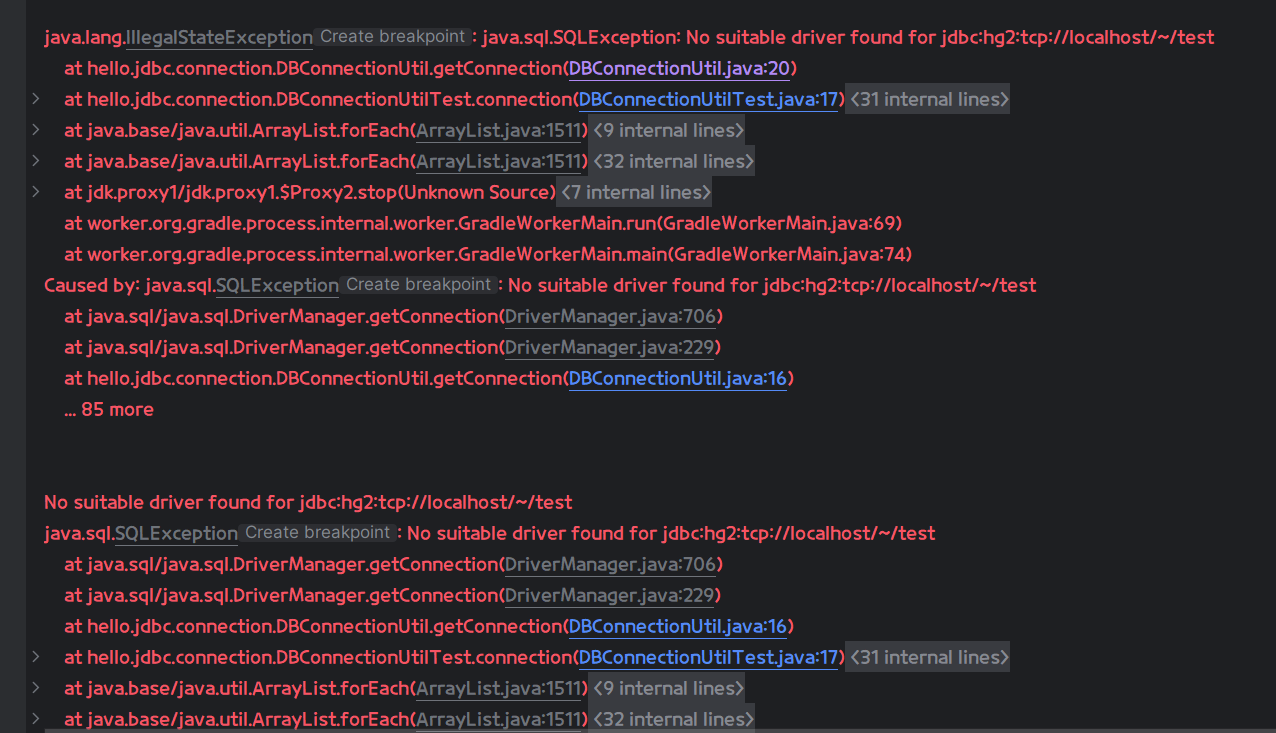 java.lang.IllegalStateException Create breakpoint : java.sql.SQLException: No suitable driver found for jdbc:hg2:tcp://localhost/~/test
at hello.jdbc.connection.DBConnectionUtil.getConnection(DBConnectionUtil.java:20)
at hello.jdbc.connection.DBConnectionUtilTest.connection(DBConnectionUtilTest.java:17) <31 internal lines>
at java.base/java.util.ArrayList.forEach(ArrayList.java:1511) <9 internal lines>
at java.base/java.util.ArrayList.forEach(ArrayList.java:1511) <32 internal lines>
at jdk.proxy1/jdk.proxy1.$Proxy2.stop(Unknown Source) <7 internal lines>
at worker.org.gradle.process.internal.worker.GradleWorkerMain.run(GradleWorkerMain.java:69)
at worker.org.gradle.process.internal.worker.GradleWorkerMain.main(GradleWorkerMain.java:74)
Caused by: java.sql.SQLException Create breakpoint : No suitable driver found for jdbc:hg2:tcp://localhost/~/test
at java.sql/java.sql.DriverManager.getConnection(DriverManager.java:706)
at java.sql/java.sql.DriverManager.getConnection(DriverManager.java:229)
at hello.jdbc.connection.DBConnectionUtil.getConnection(DBConnectionUtil.java:16)
... 85 more
No suitable driver found for jdbc:hg2:tcp://localhost/~/test
java.sql.SQLException Create breakpoint : No suitable driver found for jdbc:hg2:tcp://localhost/~/test
at java.sql/java.sql.DriverManager.getConnection(DriverManager.java:706)
at java.sql/java.sql.DriverManager.getConnection(DriverManager.java:229)
at hello.jdbc.connection.DBConnectionUtil.getConnection(DBConnectionUtil.java:16)
at hello.jdbc.connection.DBConnectionUtilTest.connection(DBConnectionUtilTest.java:17) <31 internal lines>
at java.base/java.util.ArrayList.forEach(ArrayList.java:1511) <9 internal lines>
at java.base/java.util.ArrayList.forEach(ArrayList.java:1511) <32 internal lines>